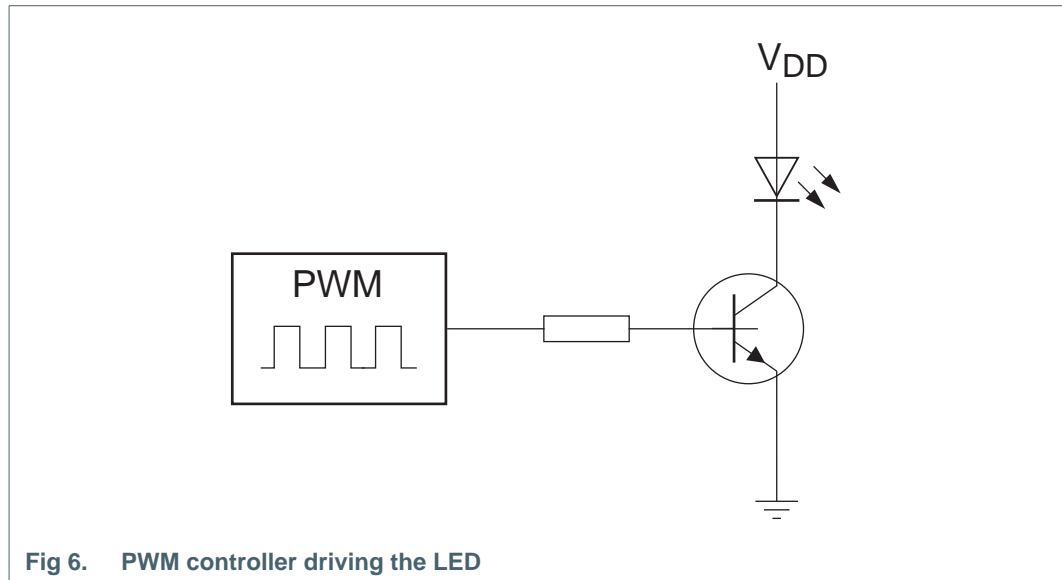 V_DD
PWM
Fig 6. PWM controller driving the LED